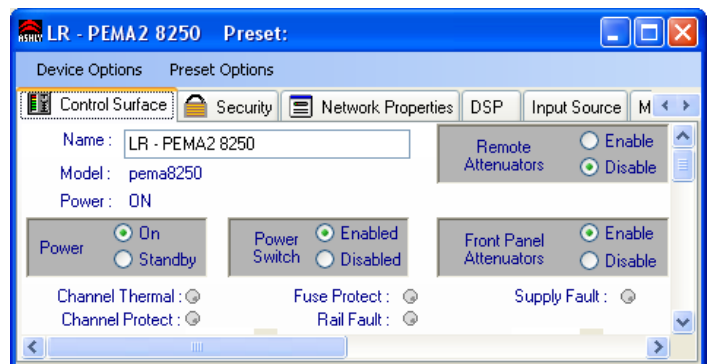 ASHLY LR - PEMA2 8250 Preset:
Device Options Preset Options
Control Surface Security Network Properties DSP Input Source M
Name : LR - PEMA2 8250
Remote Attenuators Enable Disable
Model : pema8250
Power : ON
Power On Standby
Power Switch Enabled Disabled
Front Panel Attenuators Enable Disable
Channel Thermal : Fuse Protect : Supply Fault :
Channel Protect : Rail Fault :